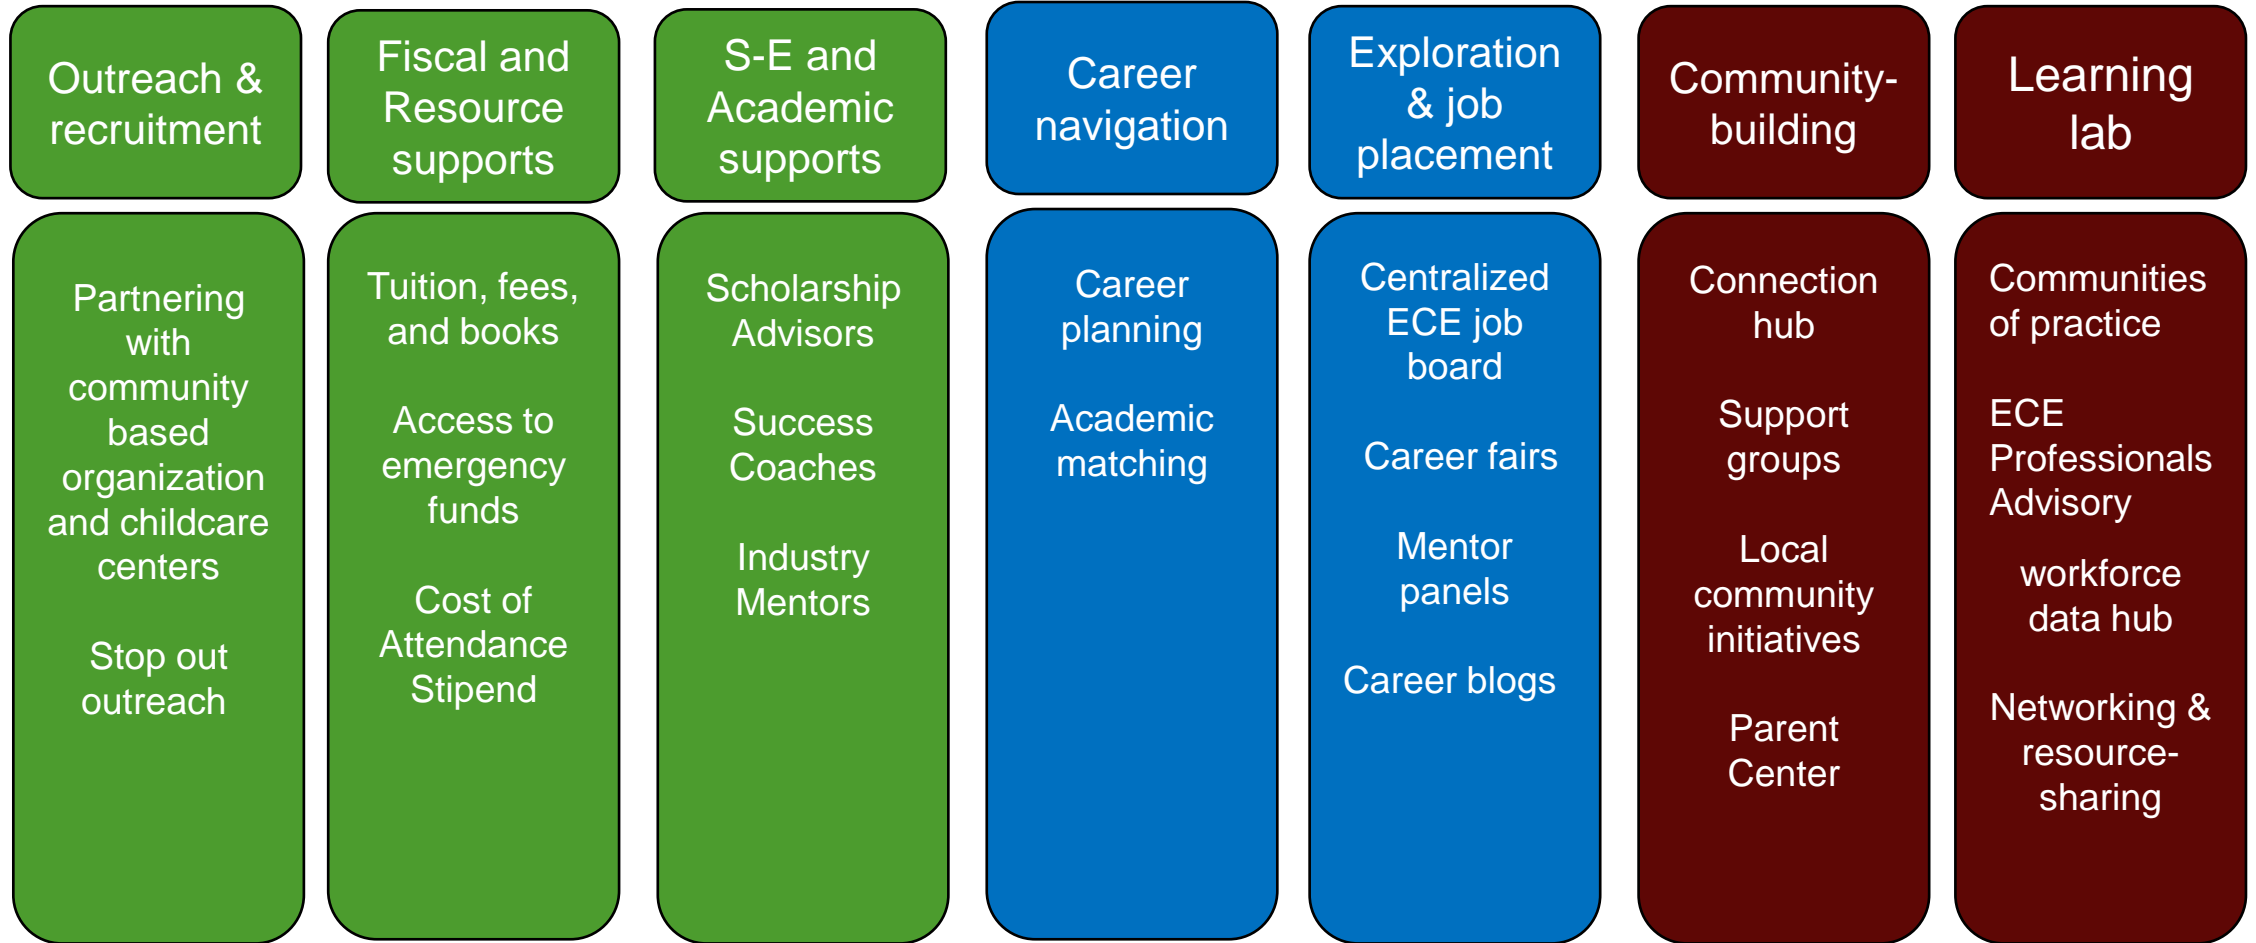 Outreach &
recruitment
Fiscal and
Resource
supports
S-E and
Academic
supports
Career
navigation
Exploration
& job
placement
Community-
building
Learning
lab
Partnering
with
community
based
organization
and childcare
centers
Stop out
outreach
Tuition, fees,
and books
Access to
emergency
funds
Cost of
Attendance
Stipend
Scholarship
Advisors
Success
Coaches
Industry
Mentors
Career
planning
Academic
matching
Centralized
ECE job
board
Career fairs
Mentor
panels
Career blogs
Connection
hub
Support
groups
Local
community
initiatives
Parent
Center
Communities
of practice
ECE
Professionals
Advisory
workforce
data hub
Networking &
resource-
sharing